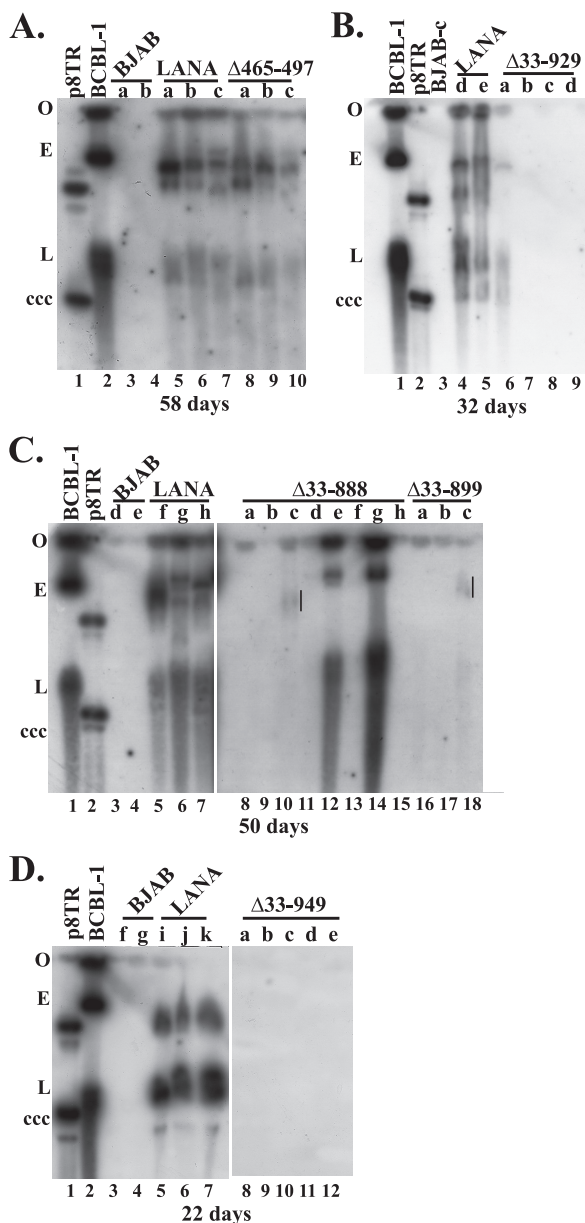 A.
p8TR BCBL-1 BJAB LANA Δ465-497
a b a b c a b c
O
E
L
ccc
1 2 3 4 5 6 7 8 9 10
58 days
B.
BCBL-1 p8TR BJAB-c LANA Δ33-929
d e a b c d
O
E
L
ccc
1 2 3 4 5 6 7 8 9
32 days
C.
BCBL-1 p8TR BJAB LANA Δ33-888 Δ33-899
d e f g h a b c d e f g h a b c
O
E
L
ccc
1 2 3 4 5 6 7 8 9 10 11 12 13 14 15 16 17 18
50 days
D.
p8TR BCBL-1 BJAB LANA Δ33-949
f g i j k a b c d e
O
E
L
ccc
1 2 3 4 5 6 7 8 9 10 11 12
22 days